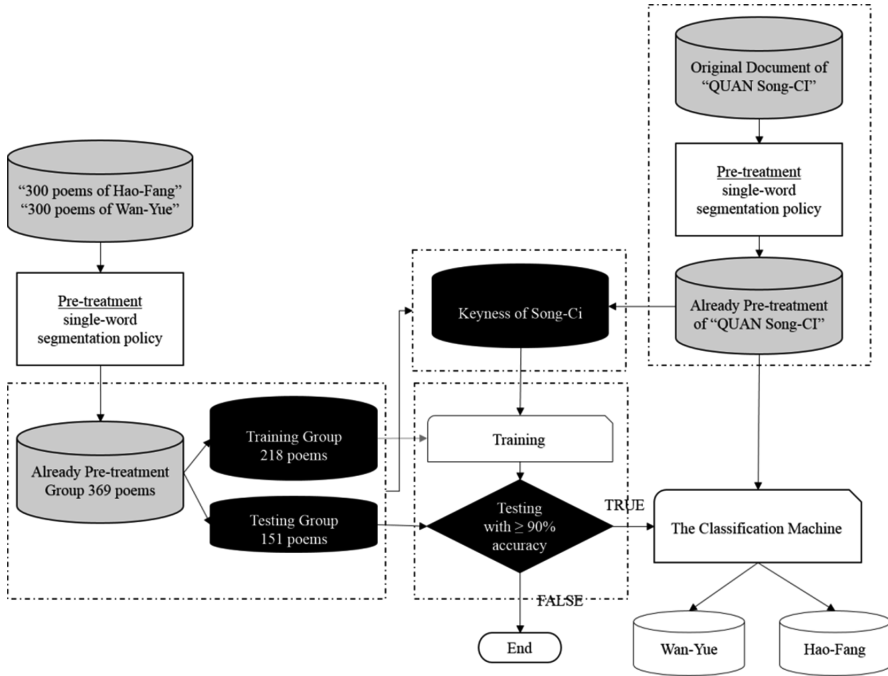 Original Document of
“QUAN Song-CI”
Pre-treatment
single-word
segmentation policy
Already Pre-treatment
of “QUAN Song-CI”
“300 poems of Hao-Fang”
“300 poems of Wan-Yue”
Pre-treatment
single-word
segmentation policy
Already Pre-treatment
Group 369 poems
Training Group
218 poems
Testing Group
151 poems
Keyness of Song-Ci
Training
Testing
with ≥ 90%
accuracy
TRUE
FALSE
End
The Classification Machine
Wan-Yue
Hao-Fang